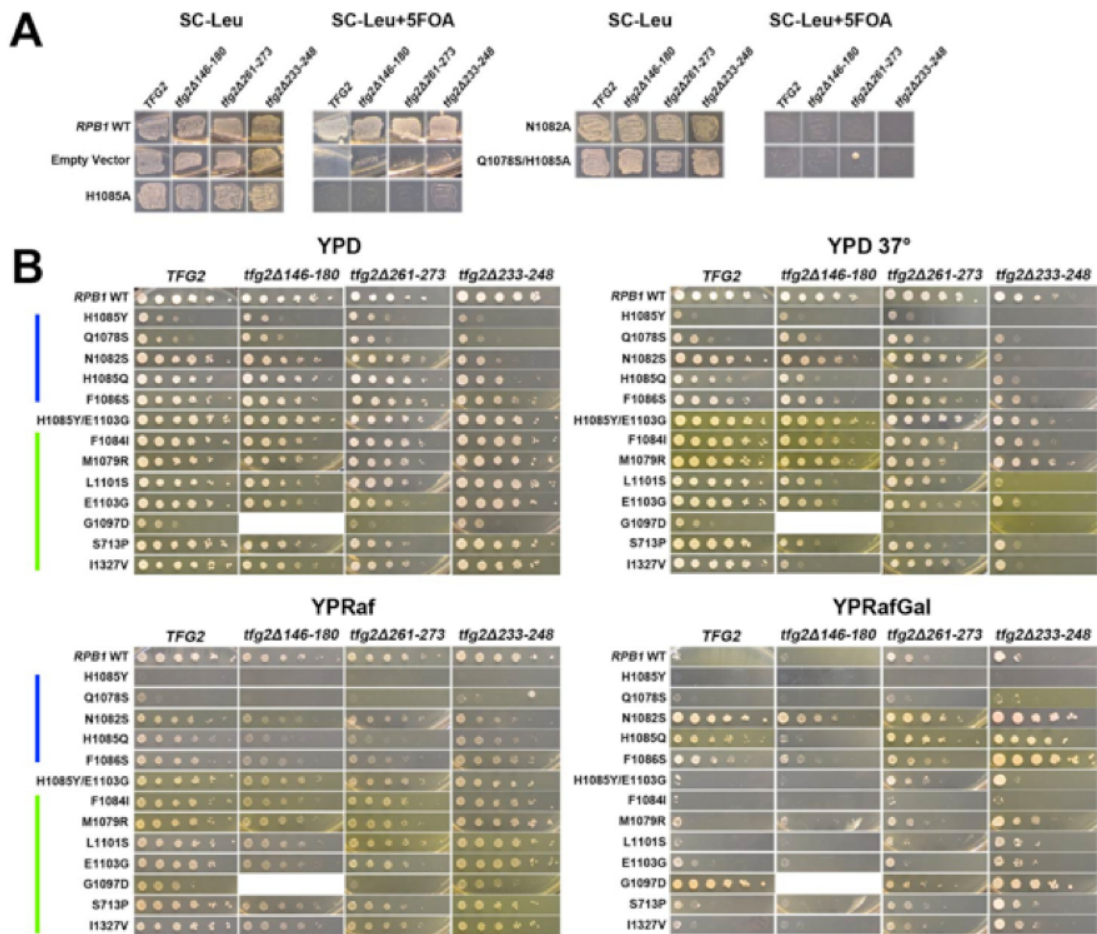 A
SC-Leu
SC-Leu+5FOA
SC-Leu
SC-Leu+5FOA
TFG2 tfg2Δ146-180 tfg2Δ261-273 tfg2Δ233-248
TFG2 tfg2Δ146-180 tfg2Δ261-273 tfg2Δ233-248
TFG2 tfg2Δ146-180 tfg2Δ261-273 tfg2Δ233-248
TFG2 tfg2Δ146-180 tfg2Δ261-273 tfg2Δ233-248
RPB1 WT
Empty Vector
H1085A
N1082A
Q1078S/H1085A
B
YPD
TFG2 tfg2Δ146-180 tfg2Δ261-273 tfg2Δ233-248
RPB1 WT
H1085Y
Q1078S
N1082S
H1085Q
F1086S
H1085Y/E1103G
F1084I
M1079R
L1101S
E1103G
G1097D
S713P
I1327V
YPD 37°
TFG2 tfg2Δ146-180 tfg2Δ261-273 tfg2Δ233-248
RPB1 WT
H1085Y
Q1078S
N1082S
H1085Q
F1086S
H1085Y/E1103G
F1084I
M1079R
L1101S
E1103G
G1097D
S713P
I1327V
YPRaf
TFG2 tfg2Δ146-180 tfg2Δ261-273 tfg2Δ233-248
RPB1 WT
H1085Y
Q1078S
N1082S
H1085Q
F1086S
H1085Y/E1103G
F1084I
M1079R
L1101S
E1103G
G1097D
S713P
I1327V
YPRafGal
TFG2 tfg2Δ146-180 tfg2Δ261-273 tfg2Δ233-248
RPB1 WT
H1085Y
Q1078S
N1082S
H1085Q
F1086S
H1085Y/E1103G
F1084I
M1079R
L1101S
E1103G
G1097D
S713P
I1327V